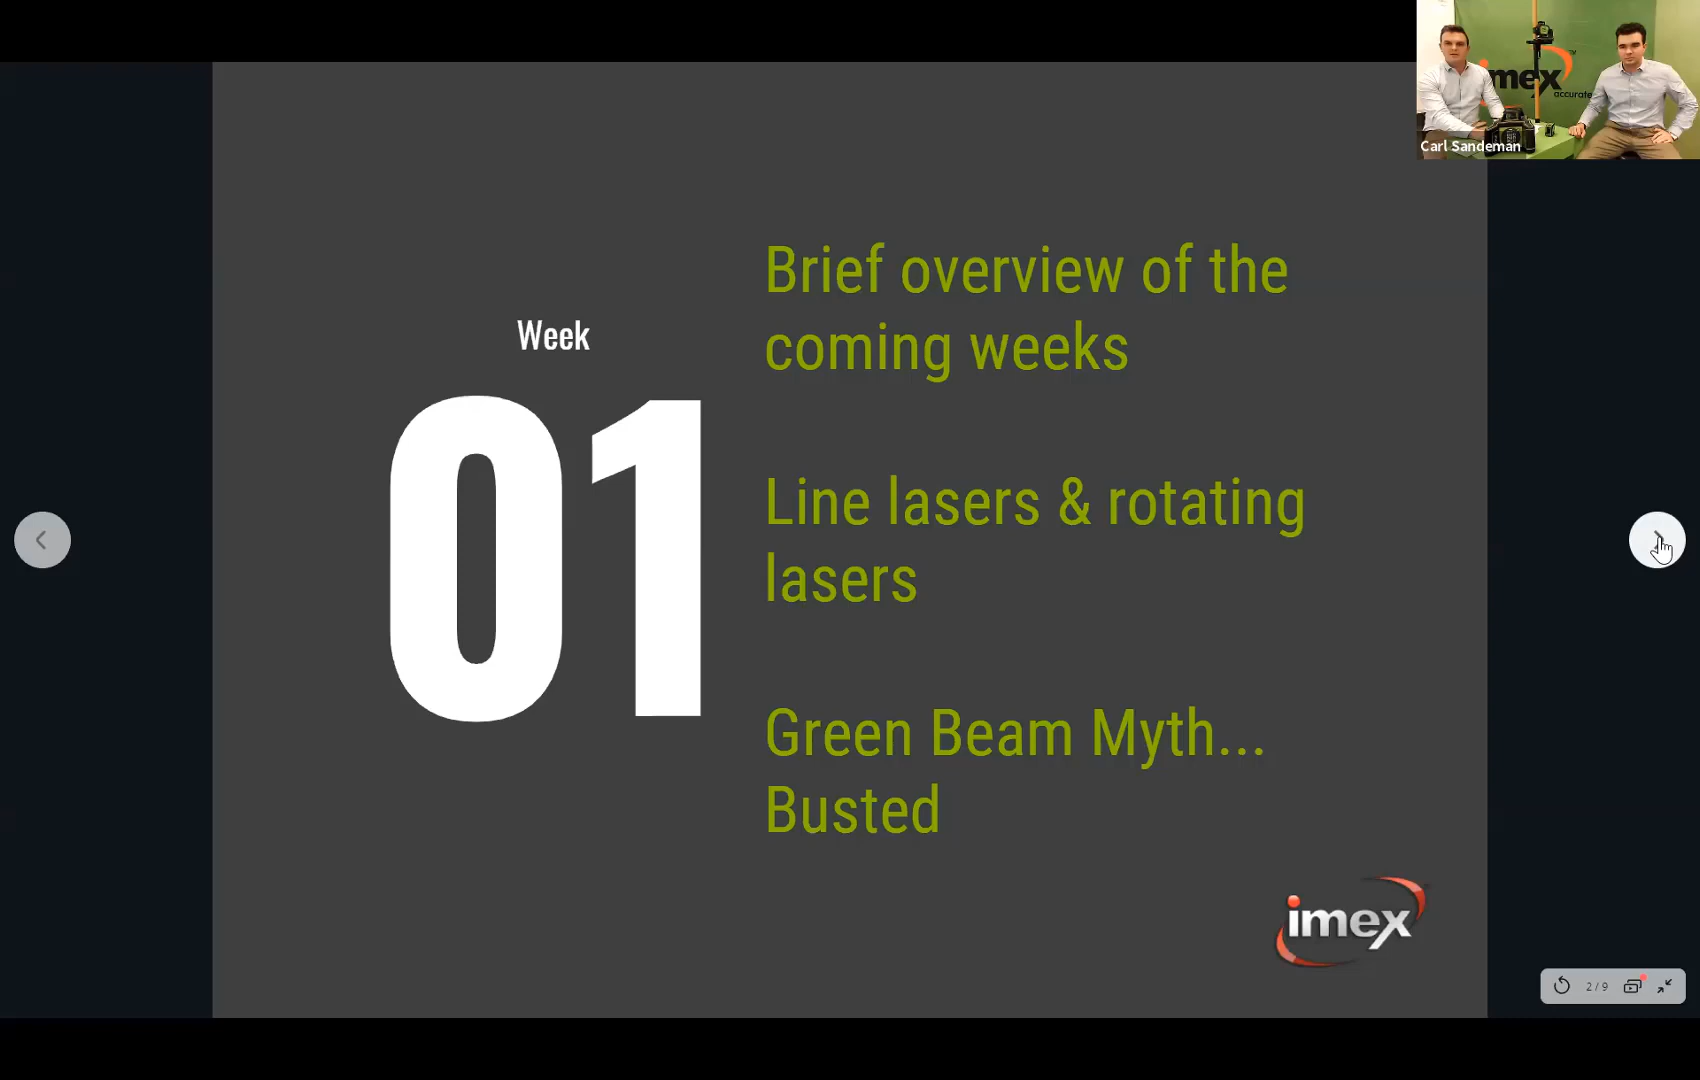 imex
accurate
Carl Sandeman
Week
01
Brief overview of the
coming weeks
Line lasers & rotating
lasers
Green Beam Myth...
Busted
imex
2 / 9